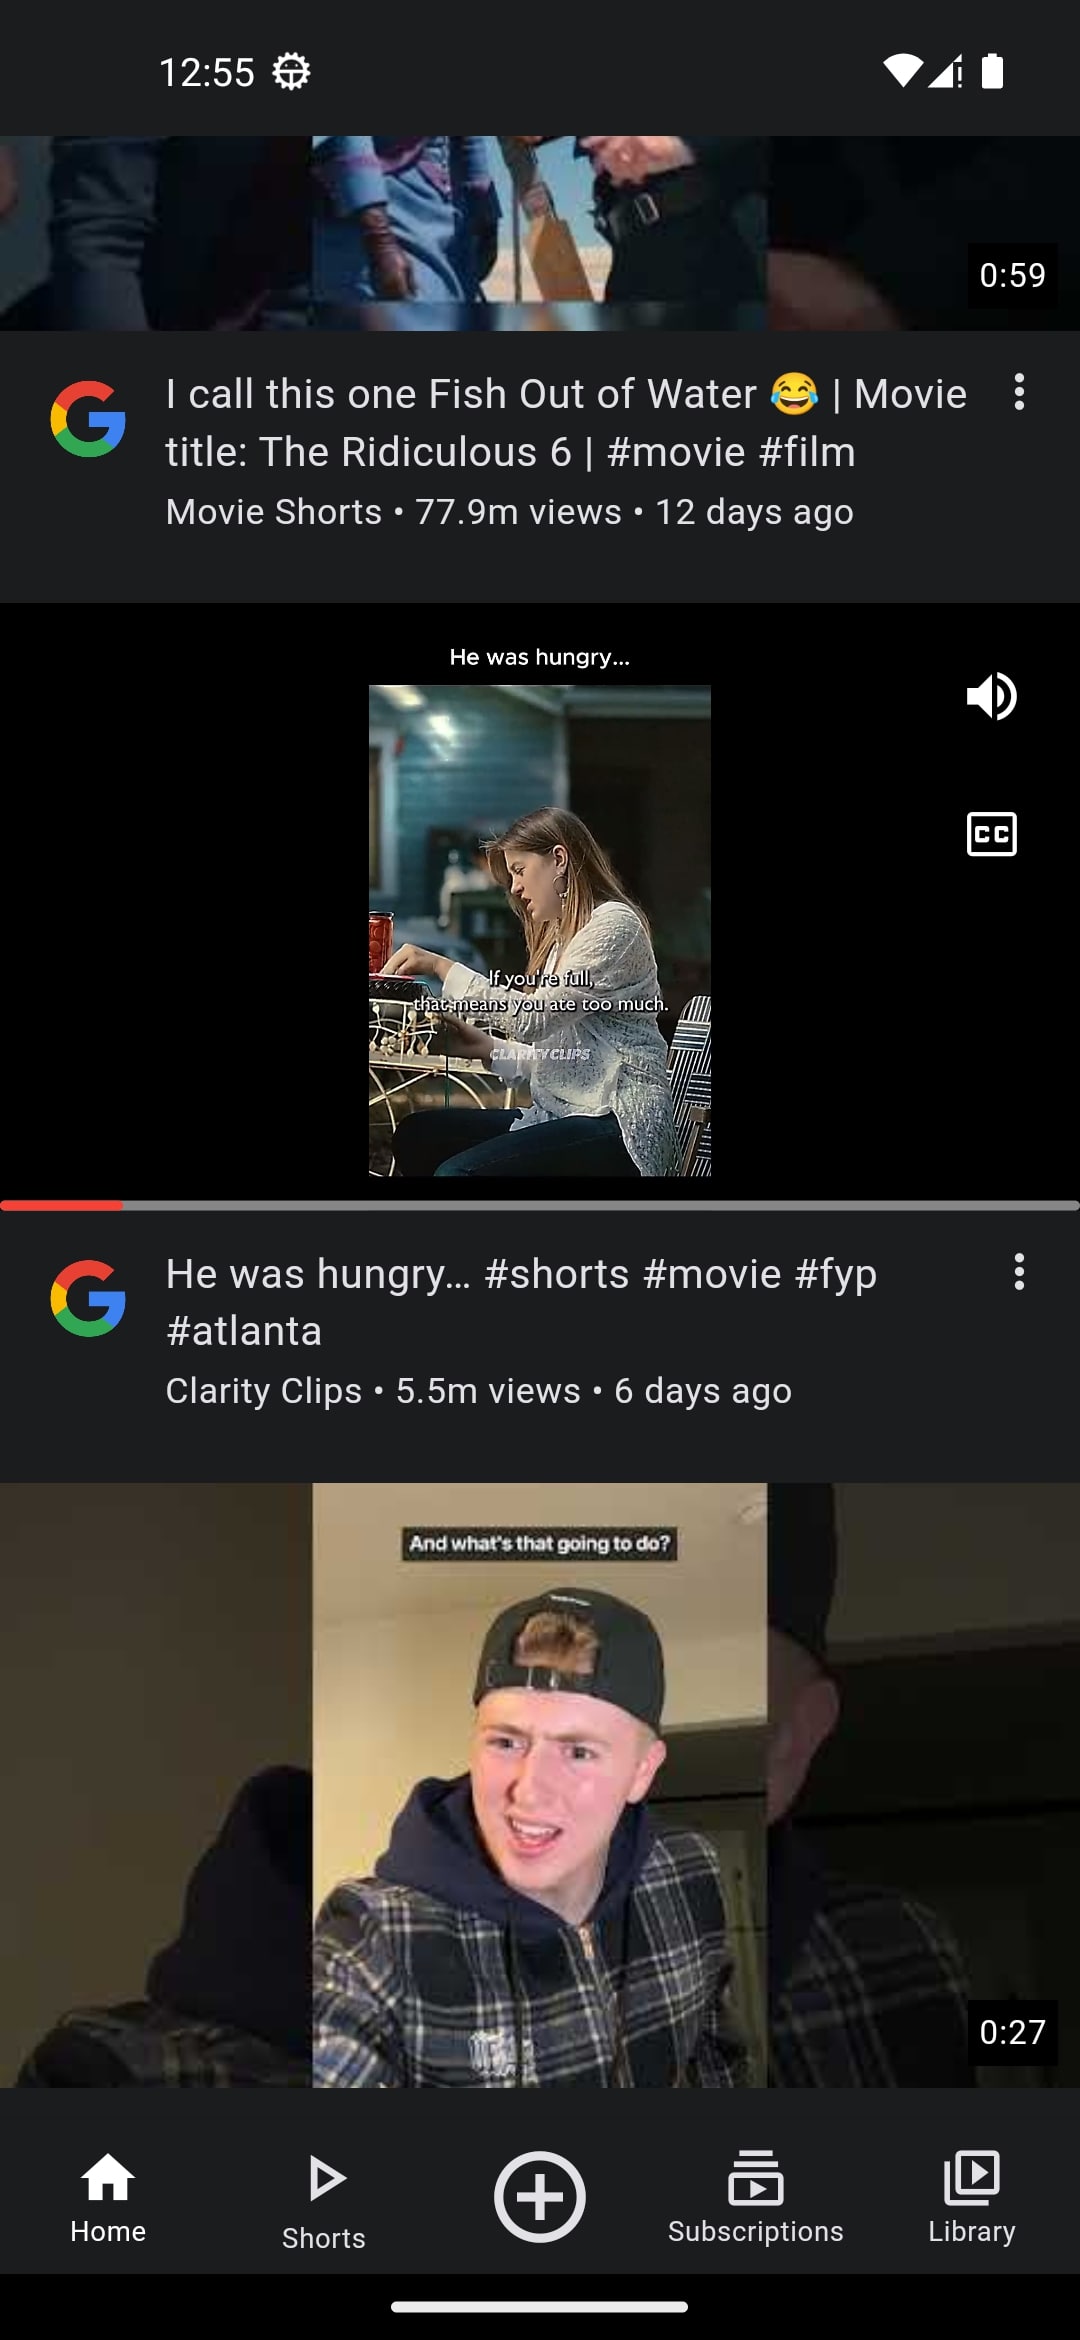 12:55
0:59
I call this one Fish Out of Water 😂 | Movie
title: The Ridiculous 6 | #movie #film
Movie Shorts • 77.9m views • 12 days ago
He was hungry...
CC
If you're full,
that means you ate too much.
CLARITYCLIPS
He was hungry… #shorts #movie #fyp
#atlanta
Clarity Clips • 5.5m views • 6 days ago
And what's that going to do?
0:27
Home
Shorts
Subscriptions
Library